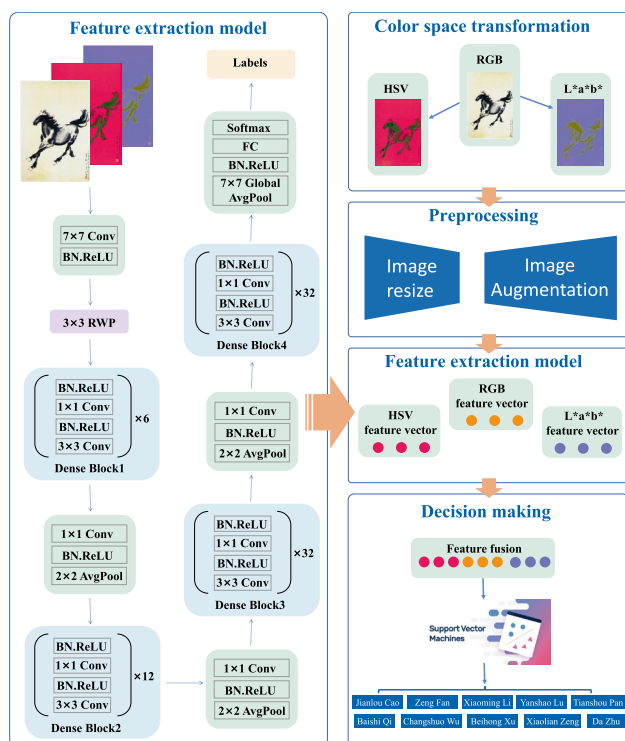 Feature extraction model
7×7 Conv
BN.ReLU
3×3 RWP
BN.ReLU
1×1 Conv
BN.ReLU
3×3 Conv
×6
Dense Block1
1×1 Conv
BN.ReLU
2×2 AvgPool
BN.ReLU
1×1 Conv
BN.ReLU
3×3 Conv
×12
Dense Block2
Labels
Softmax
FC
BN.ReLU
7×7 Global
AvgPool
BN.ReLU
1×1 Conv
BN.ReLU
3×3 Conv
×32
Dense Block4
1×1 Conv
BN.ReLU
2×2 AvgPool
BN.ReLU
1×1 Conv
BN.ReLU
3×3 Conv
×32
Dense Block3
1×1 Conv
BN.ReLU
2×2 AvgPool
Color space transformation
RGB
HSV
L*a*b*
Preprocessing
Image
resize
Image
Augmentation
Feature extraction model
RGB
feature vector
HSV
feature vector
L*a*b*
feature vector
Decision making
Feature fusion
Support Vector
Machines
Jianlou Cao Zeng Fan Xiaoming Li Yanshao Lu Tianshou Pan
Baishi Qi Changshuo Wu Beihong Xu Xiaolian Zeng Da Zhu